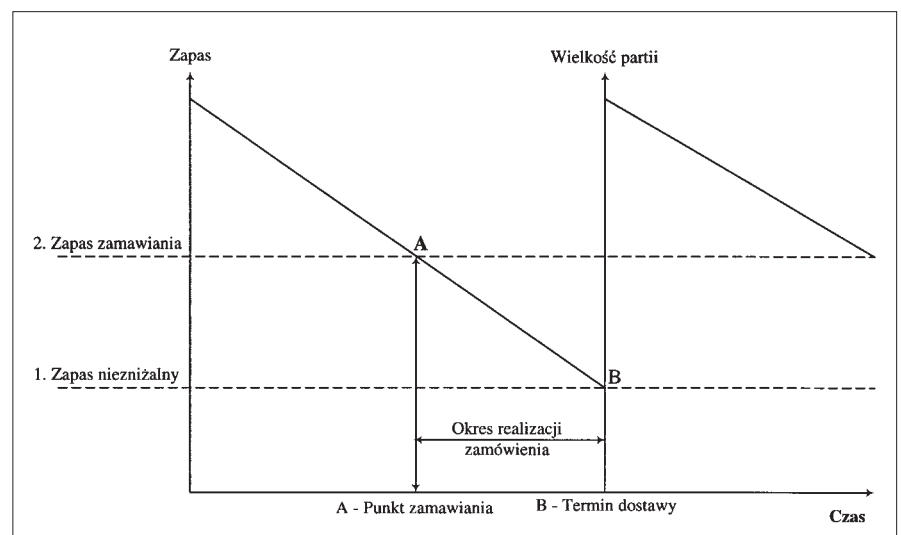 Zapas
Wielkość partii
2. Zapas zamawiania
A
1. Zapas niezniżalny
B
Okres realizacji
zamówienia
A - Punkt zamawiania
B - Termin dostawy
Czas